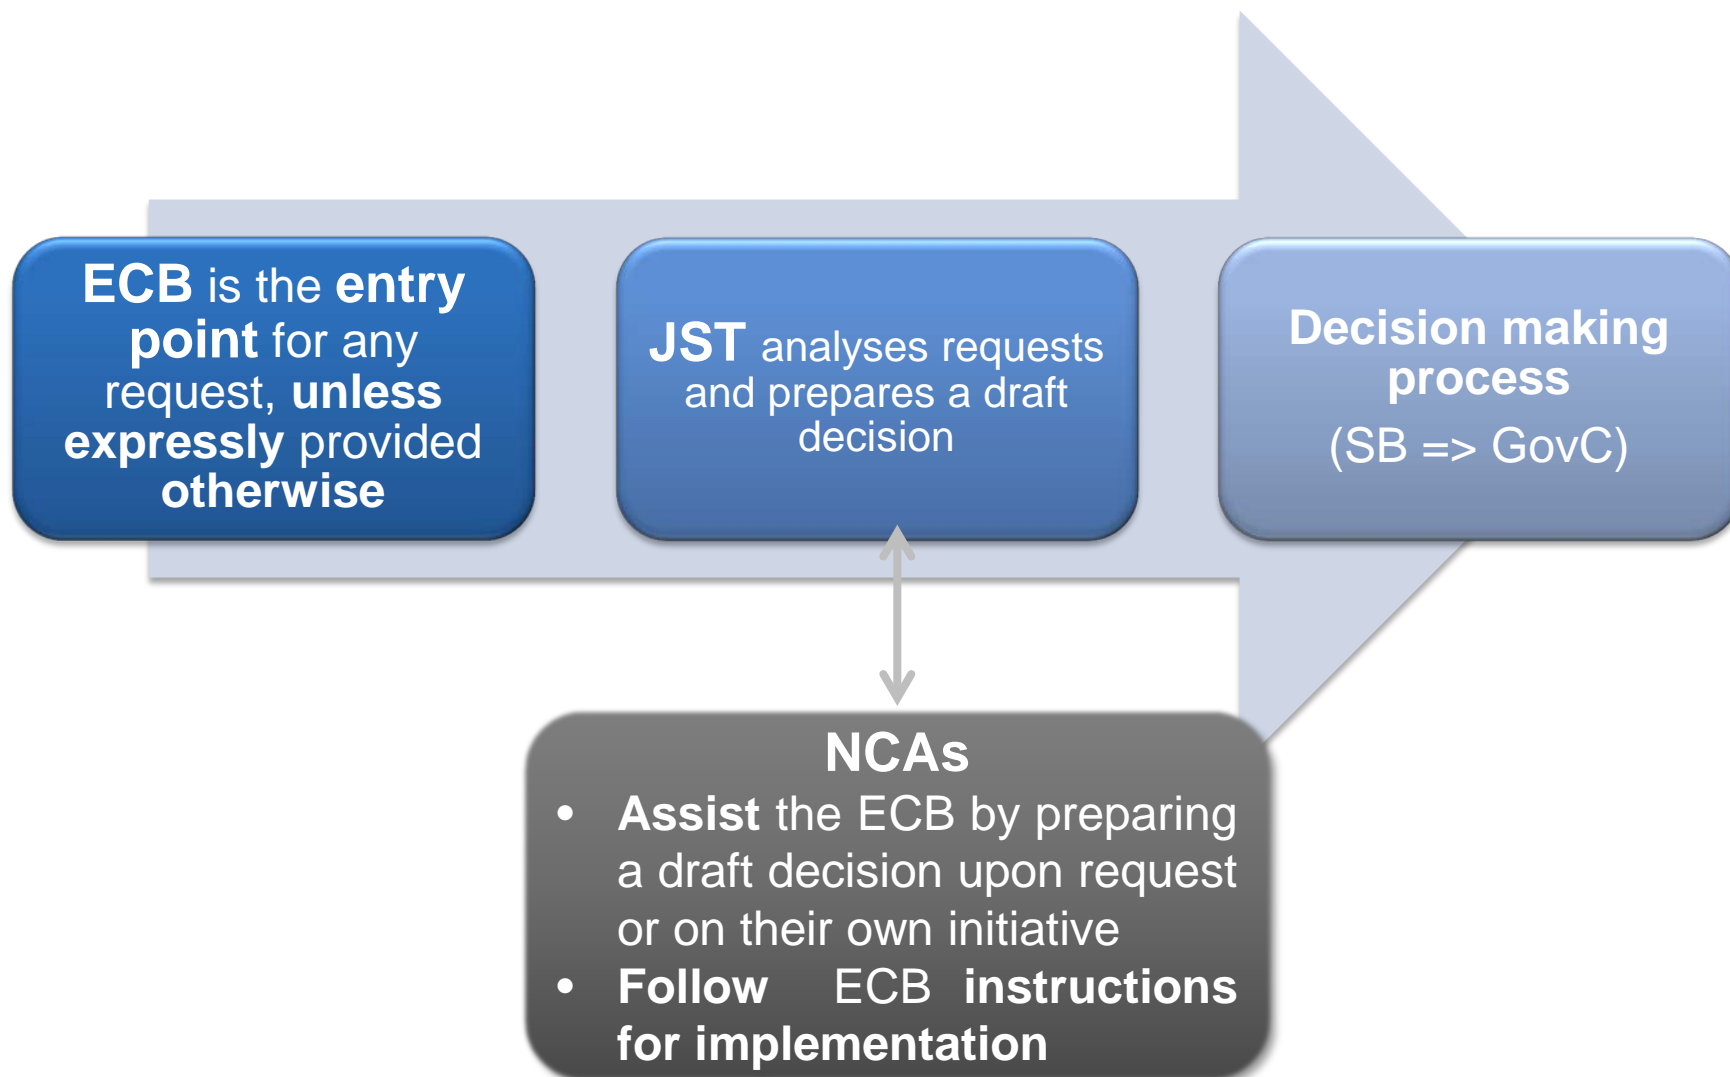 ECB is the entry
point for any
request, unless
expressly provided
otherwise
JST analyses requests
and prepares a draft
decision
Decision making
process
(SB => GovC)
NCAs
• Assist the ECB by preparing
a draft decision upon request
or on their own initiative
• Follow ECB instructions
for implementation